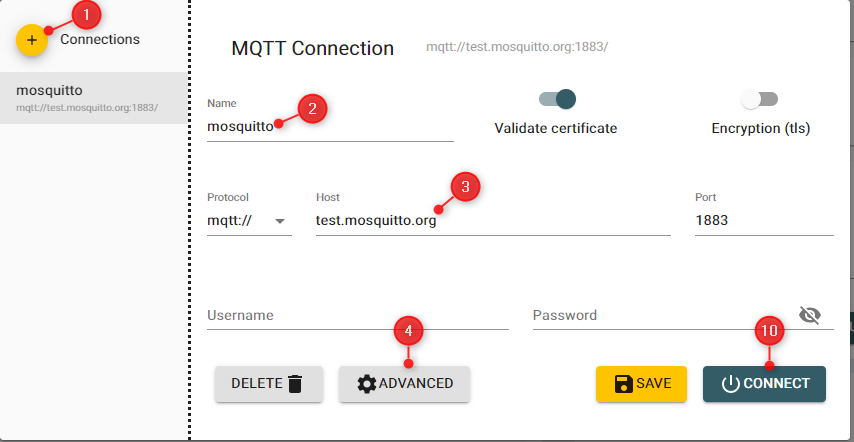 1
+ Connections
mosquitto
mqtt://test.mosquitto.org:1883/
MQTT Connection mqtt://test.mosquitto.org:1883/
Name
mosquitto
2
Validate certificate
Encryption (tls)
Protocol
mqtt://
Host
test.mosquitto.org
3
Port
1883
Username
Password
4
10
DELETE
ADVANCED
SAVE
CONNECT